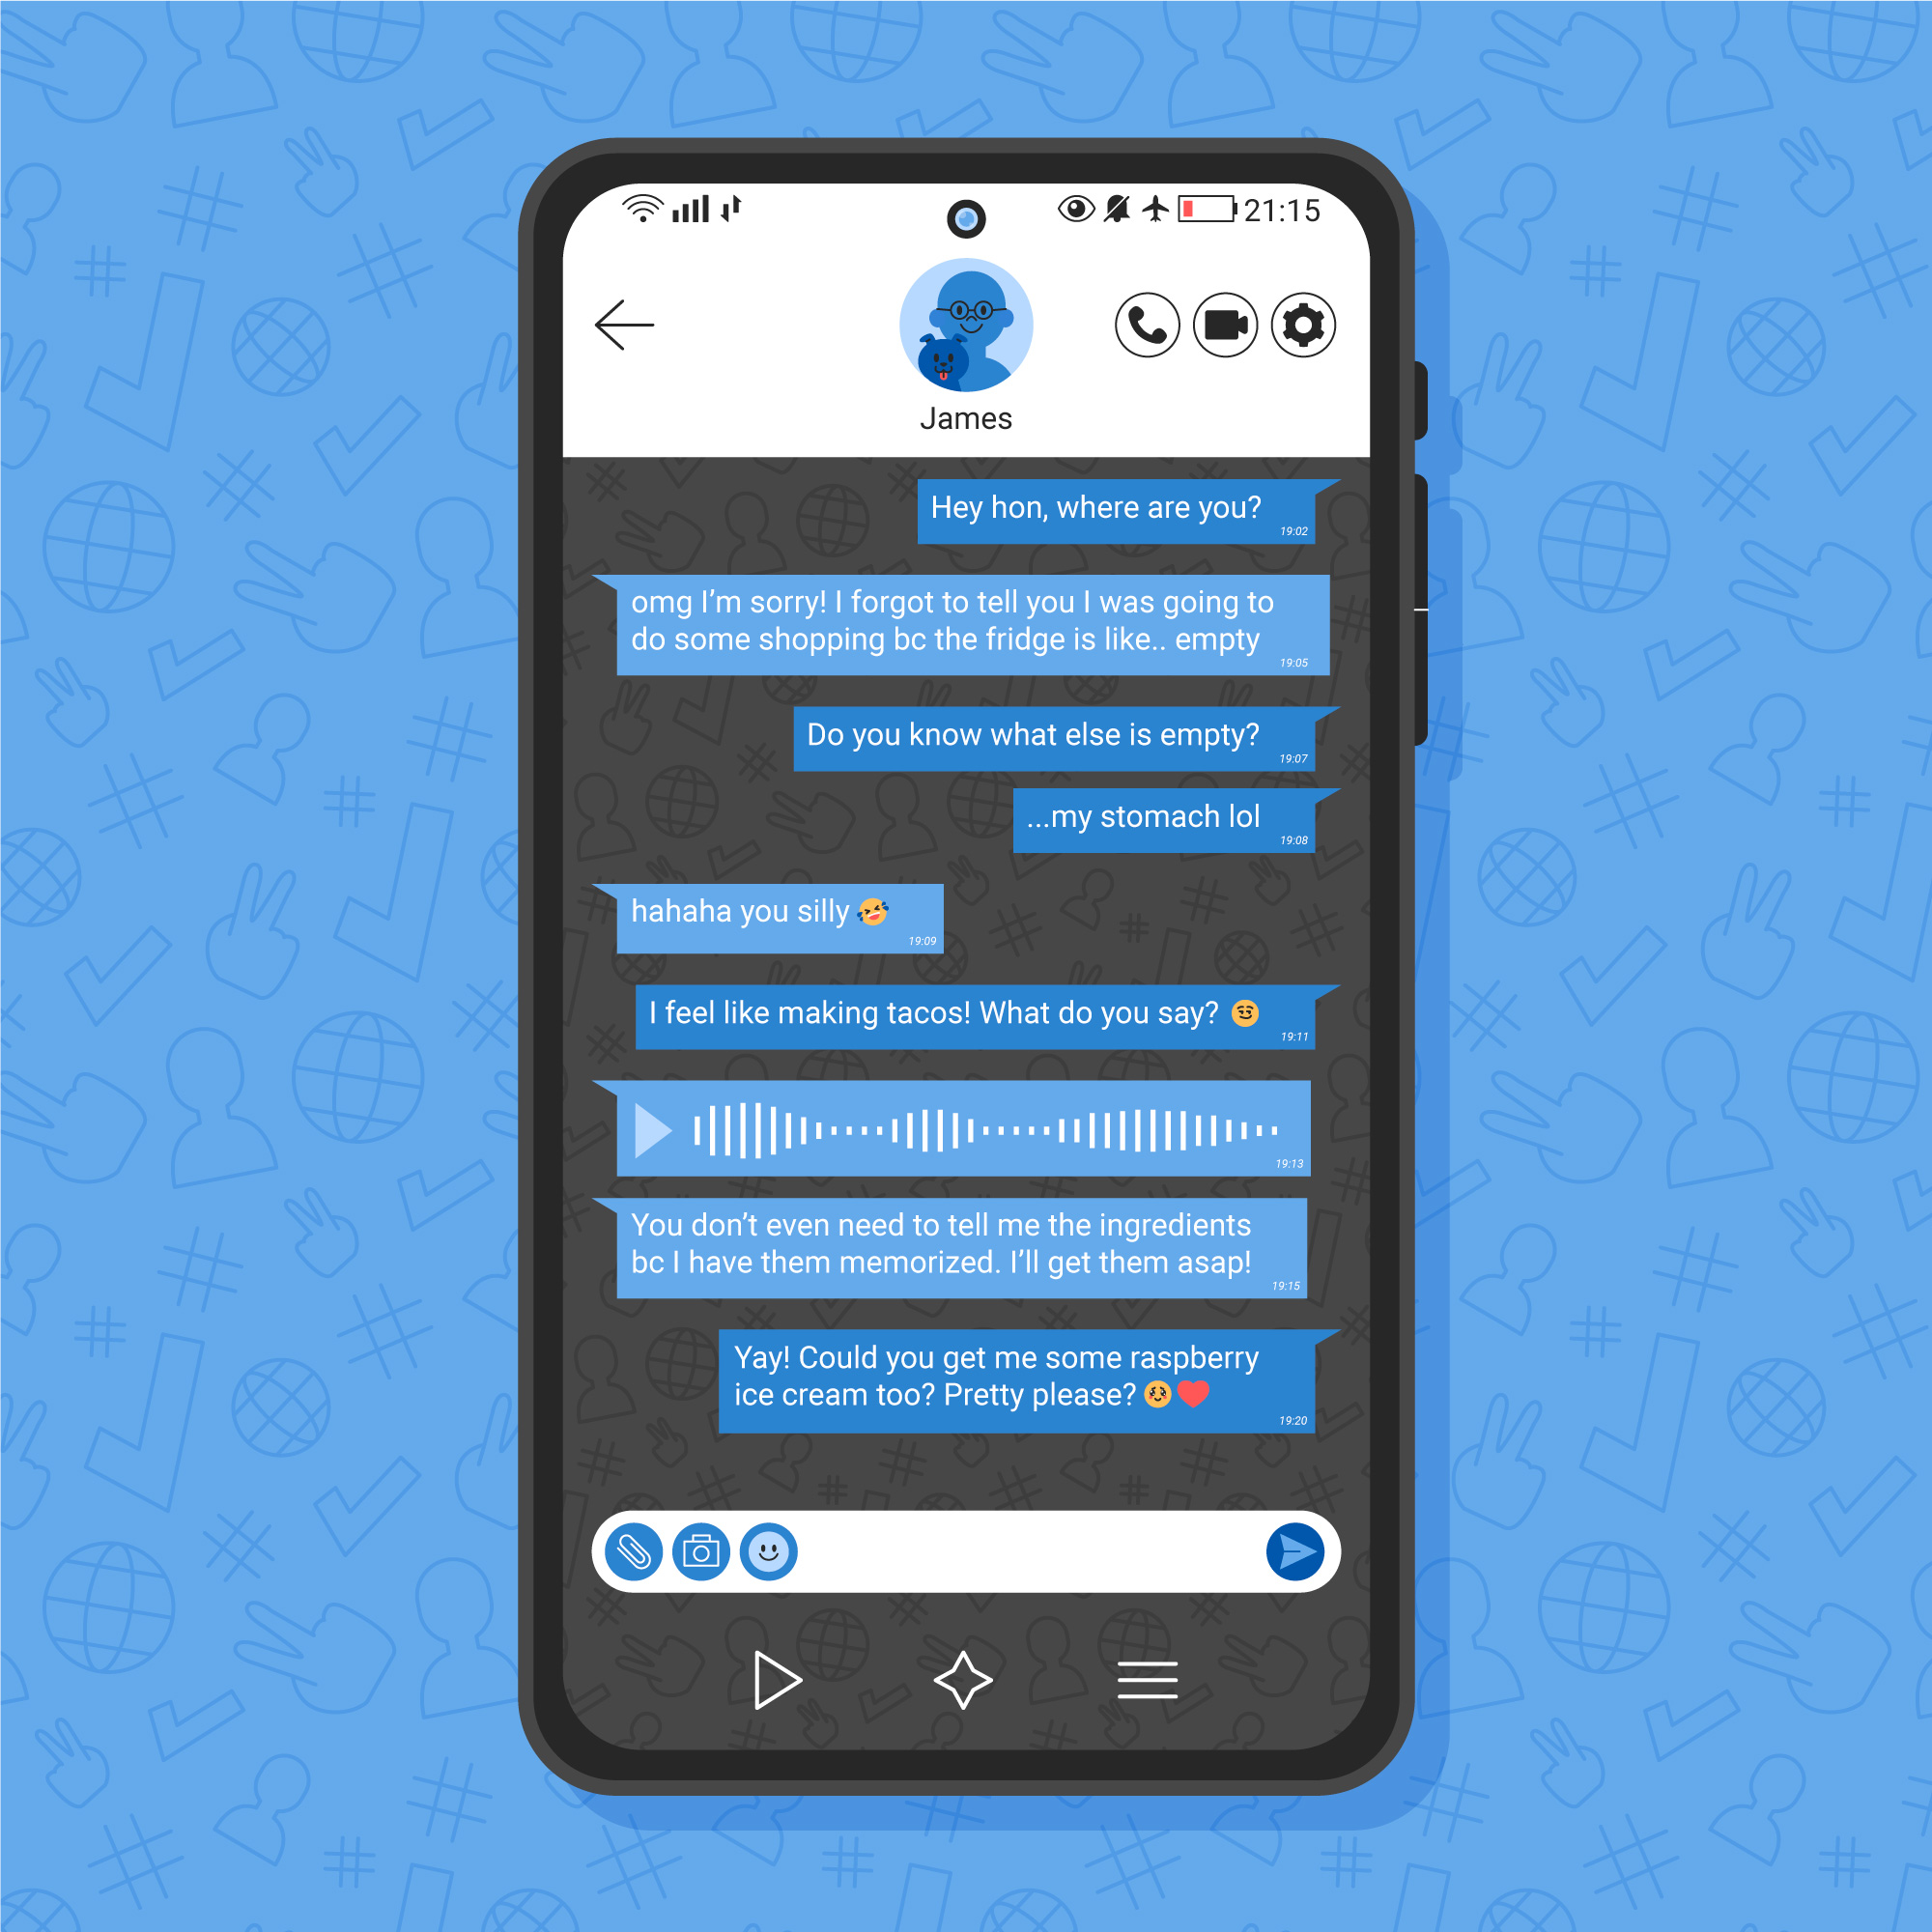 21:15
James
Hey hon, where are you?
19:02
omg I’m sorry! I forgot to tell you I was going to
do some shopping bc the fridge is like.. empty
19:05
Do you know what else is empty?
19:07
...my stomach lol
19:08
hahaha you silly 🤣
19:09
I feel like making tacos! What do you say? 😏
19:11
19:13
You don’t even need to tell me the ingredients
bc I have them memorized. I’ll get them asap!
19:15
Yay! Could you get me some raspberry
ice cream too? Pretty please? 🥺❤️
19:20